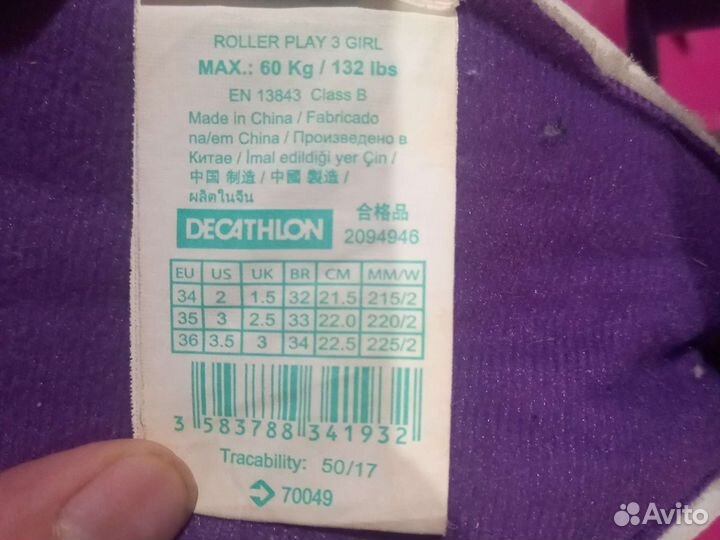 ROLLER PLAY 3 GIRL
MAX.: 60 Kg / 132 lbs
EN 13843 Class B
Made in China / Fabricado
na/em China / Произведено в
Китае / İmal edildiği yer Çin /
中国 制造 / 中國 製造 /
ผลิตในจีน
DECATHLON 合格品
2094946
EU US UK BR CM MM/W
34 2 1.5 32 21.5 215/2
35 3 2.5 33 22.0 220/2
36 3.5 3 34 22.5 225/2
3 583788 341932
Tracability: 50/17
70049
Avito